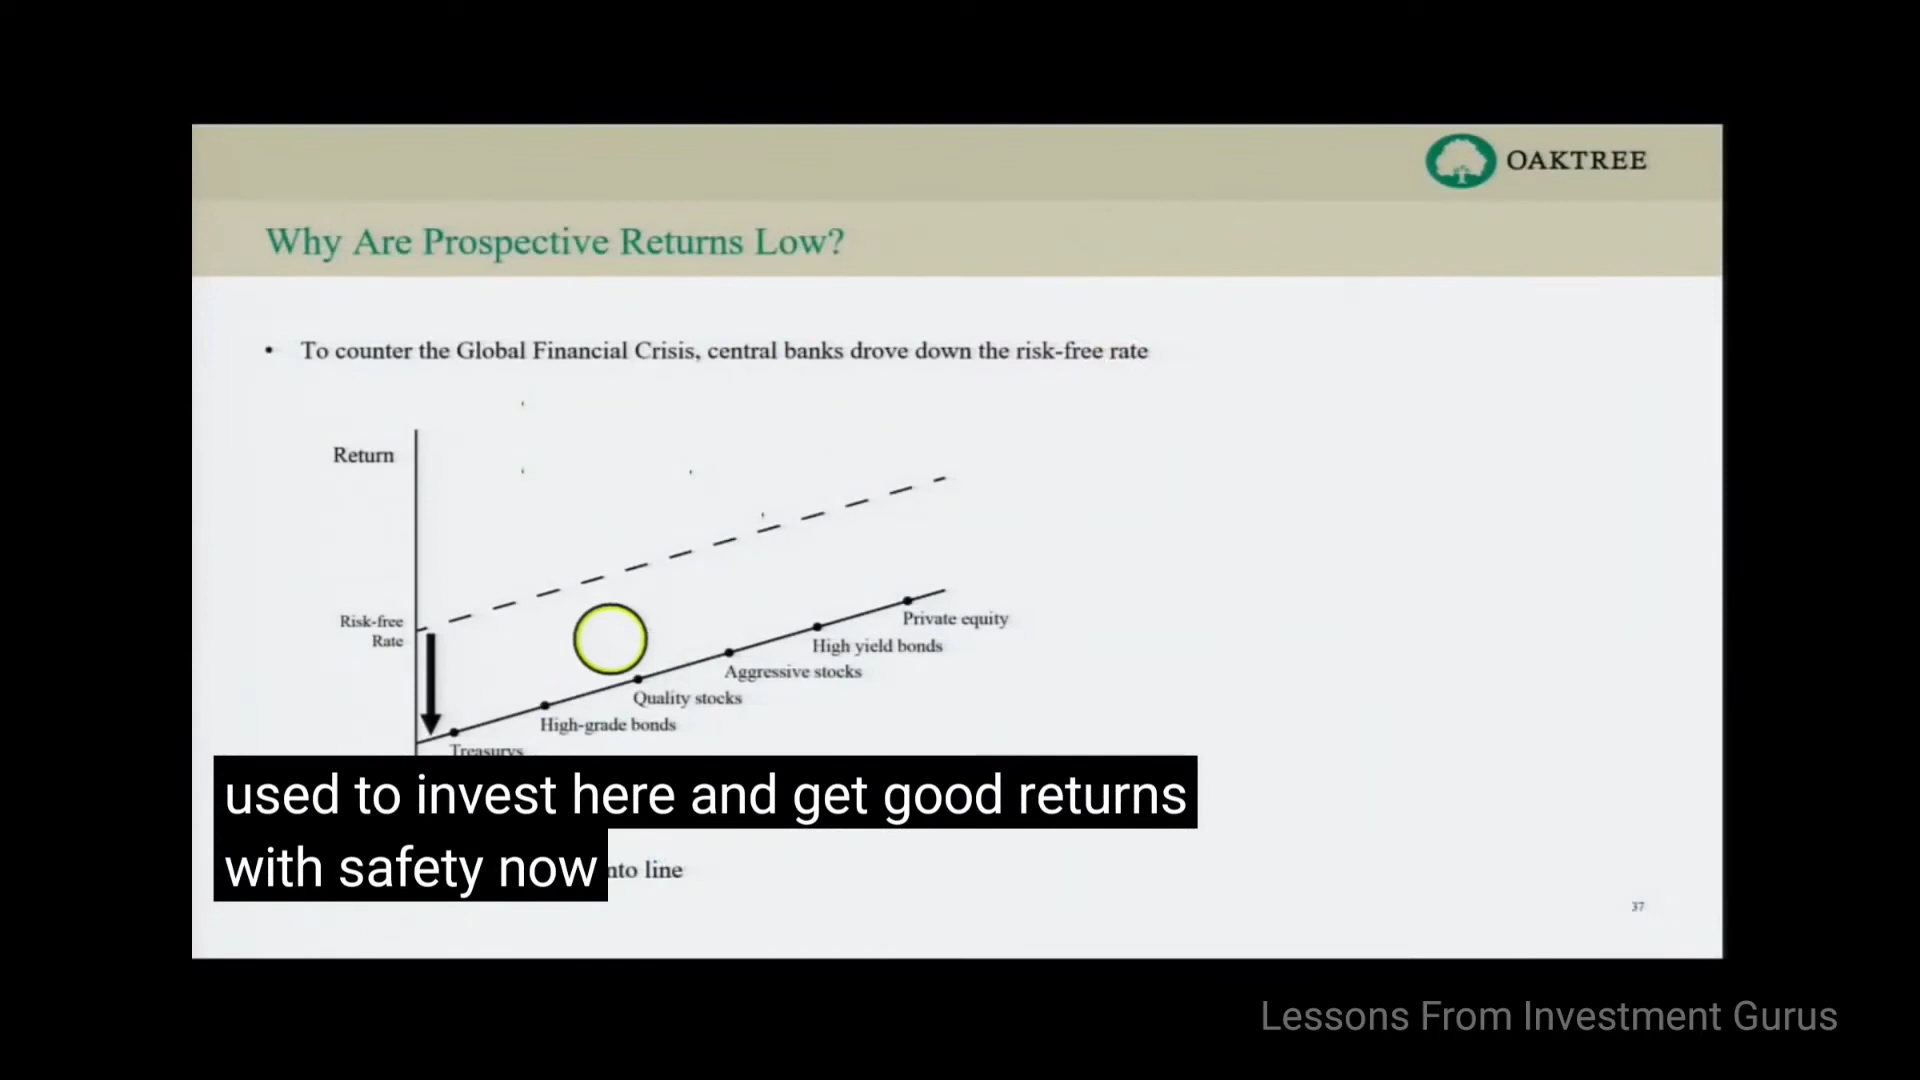 OAKTREE
Why Are Prospective Returns Low?
• To counter the Global Financial Crisis, central banks drove down the risk-free rate
Return
Risk-free
Rate
Private equity
High yield bonds
Aggressive stocks
Quality stocks
High-grade bonds
Treasurys
used to invest here and get good returns
with safety now
into line
37
Lessons From Investment Gurus